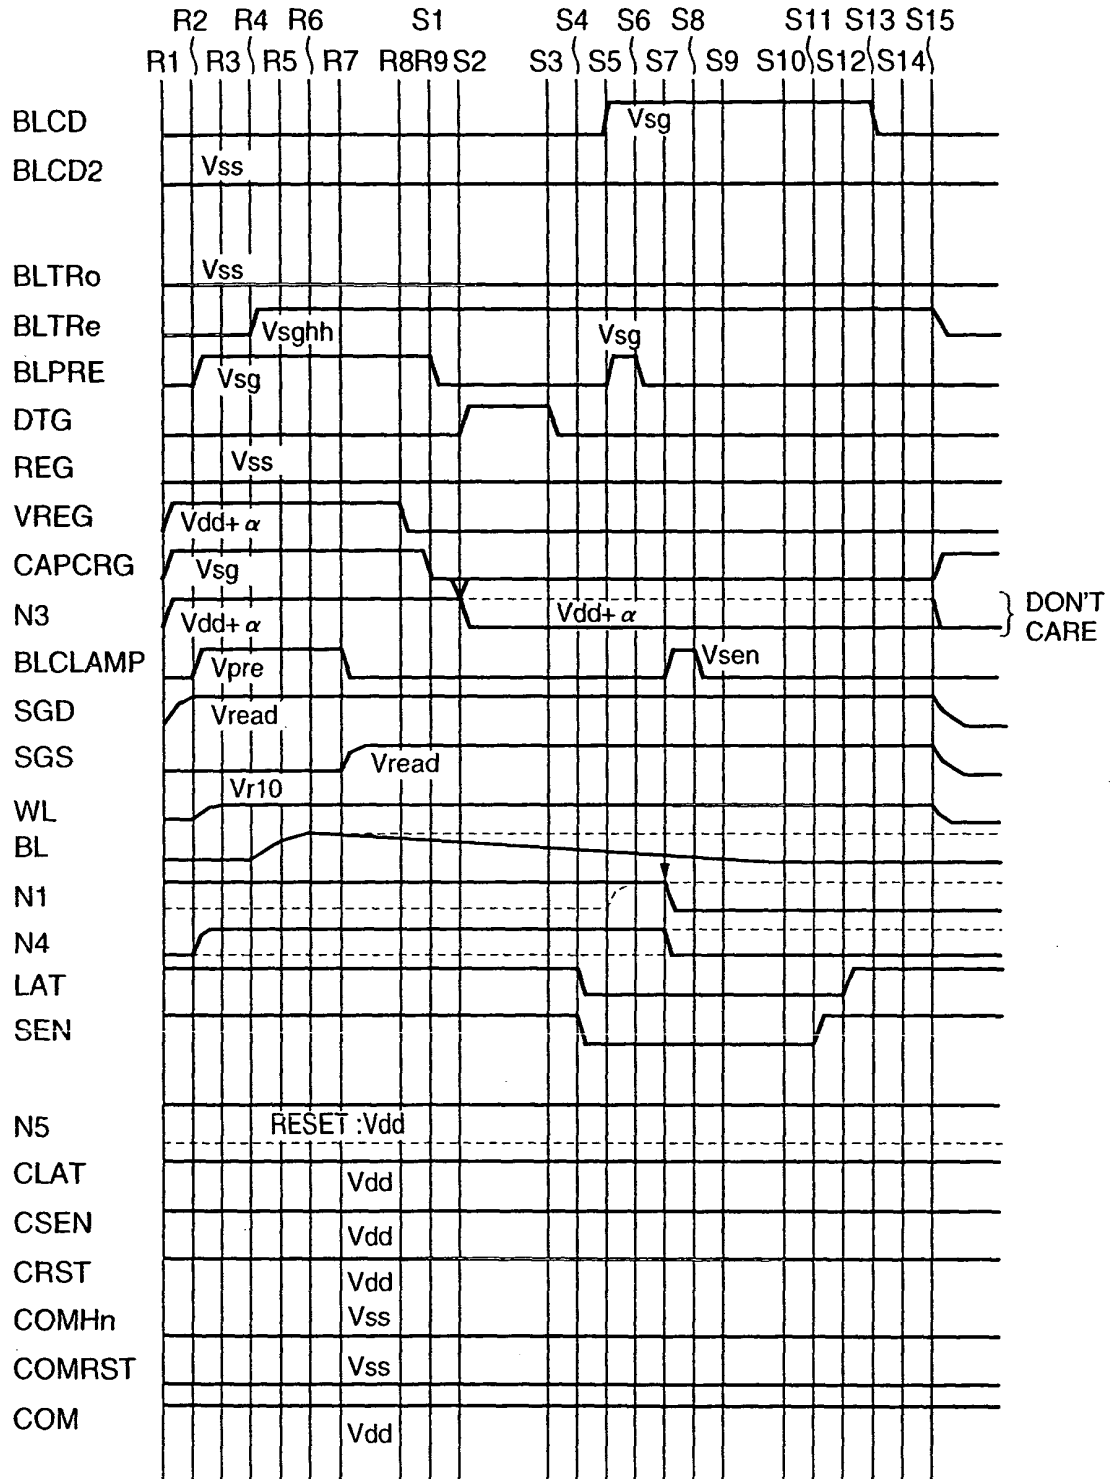 R2 R4 R6 S1 S4 S6 S8 S11 S13 S15
R1 R3 R5 R7 R8 R9 S2 S3 S5 S7 S9 S10 S12 S14
BLCD Vsg
BLCD2 Vss
BLTRo Vss
BLTRe Vsghh Vsg
BLPRE Vsg
DTG
REG Vss
VREG Vdd+α
CAPCRG Vsg
N3 Vdd+α Vdd+α DON'T
CARE
BLCLAMP Vpre Vsen
SGD Vread
SGS Vread
WL Vr10
BL
N1
N4
LAT
SEN
N5 RESET :Vdd
CLAT Vdd
CSEN Vdd
CRST Vdd
COMHn Vss
COMRST Vss
COM Vdd